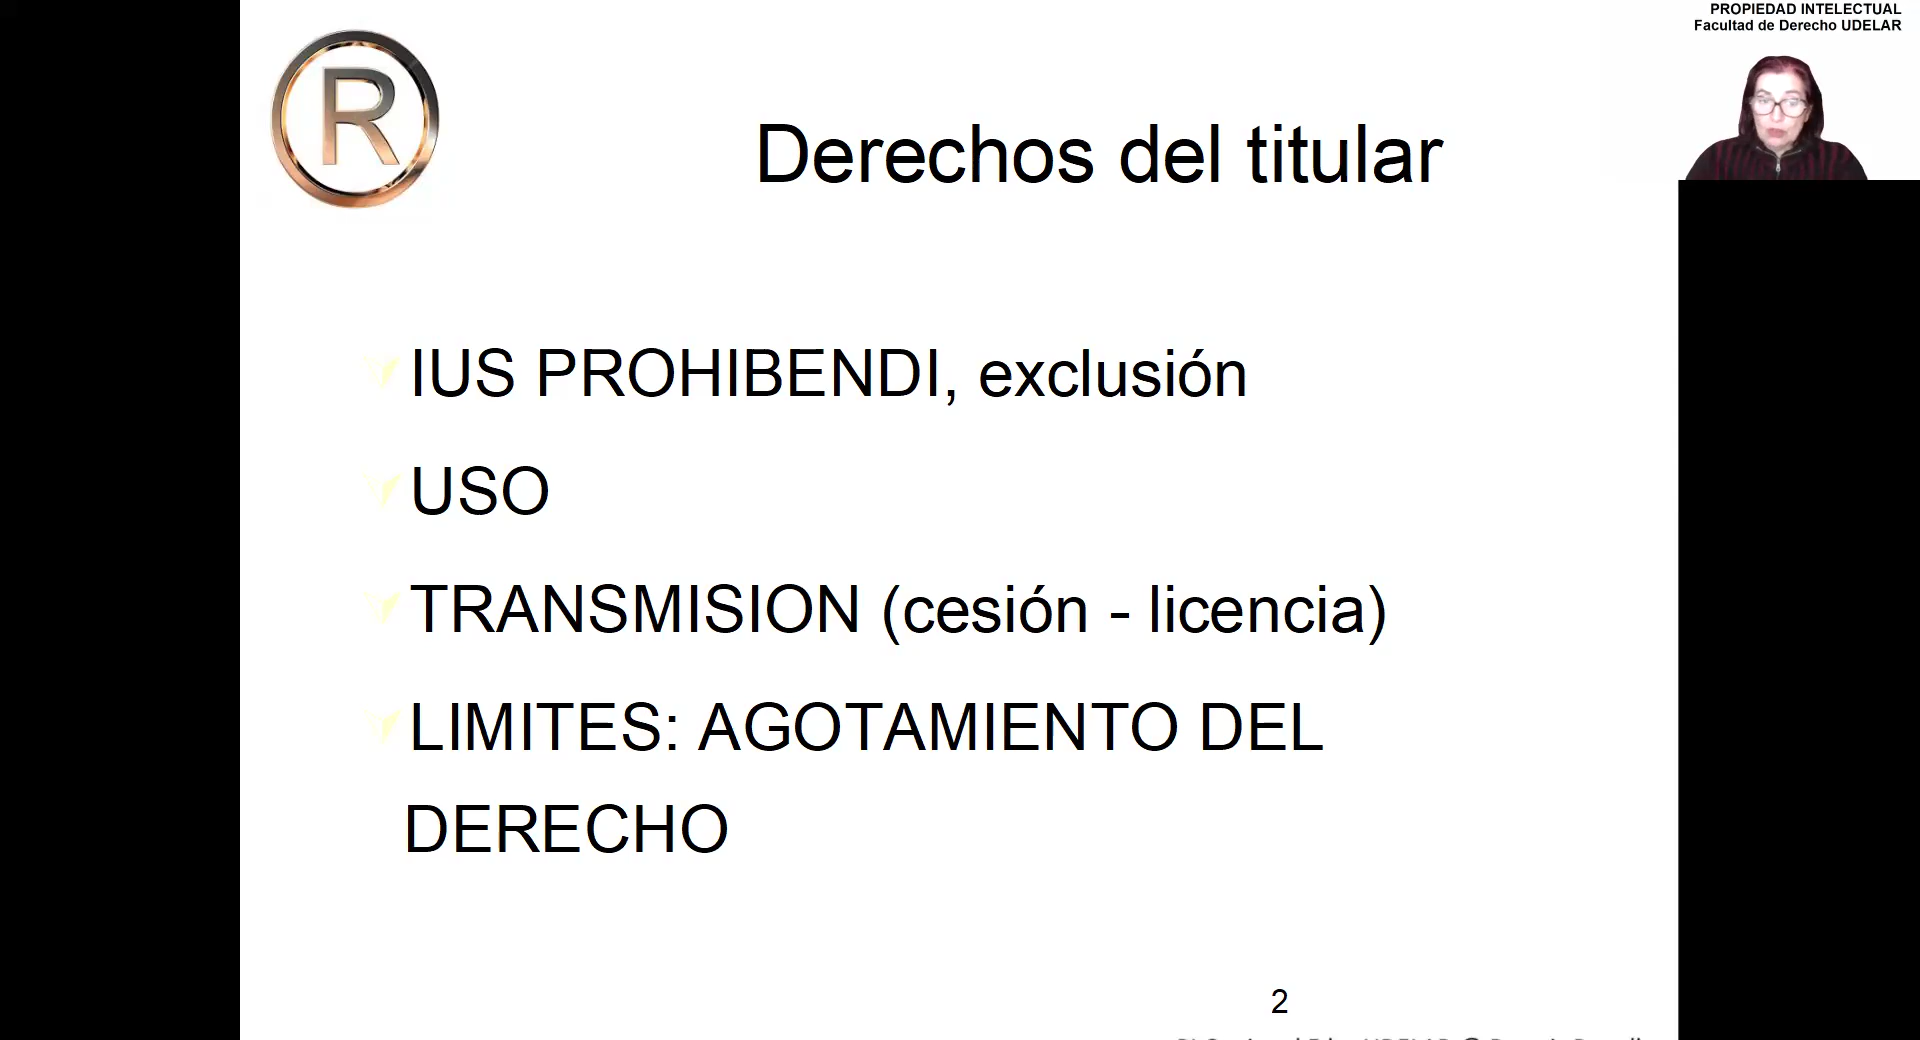 PROPIEDAD INTELECTUAL
Facultad de Derecho UDELAR
R
Derechos del titular
IUS PROHIBENDI, exclusión
USO
TRANSMISION (cesión - licencia)
LIMITES: AGOTAMIENTO DEL
DERECHO
2